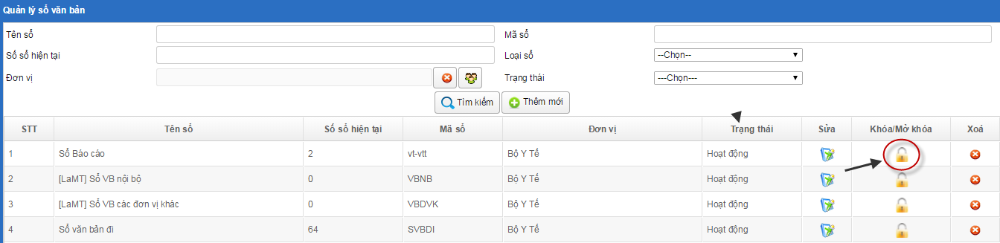 Quản lý sổ văn bản
Tên sổ Mã sổ
Số sổ hiện tại Loại sổ --Chọn--
Đơn vị Trạng thái ---Chọn---
Tìm kiếm Thêm mới
STT Tên sổ Số sổ hiện tại Mã sổ Đơn vị Trạng thái Sửa Khóa/Mở khóa Xoá
1 Sổ Báo cáo 2 vt-vtt Bộ Y Tế Hoạt động
2 [LaMT] Sổ VB nội bộ 0 VBNB Bộ Y Tế Hoạt động
3 [LaMT] Sổ VB các đơn vị khác 0 VBDVK Bộ Y Tế Hoạt động
4 Sổ văn bản đi 64 SVBDI Bộ Y Tế Hoạt động